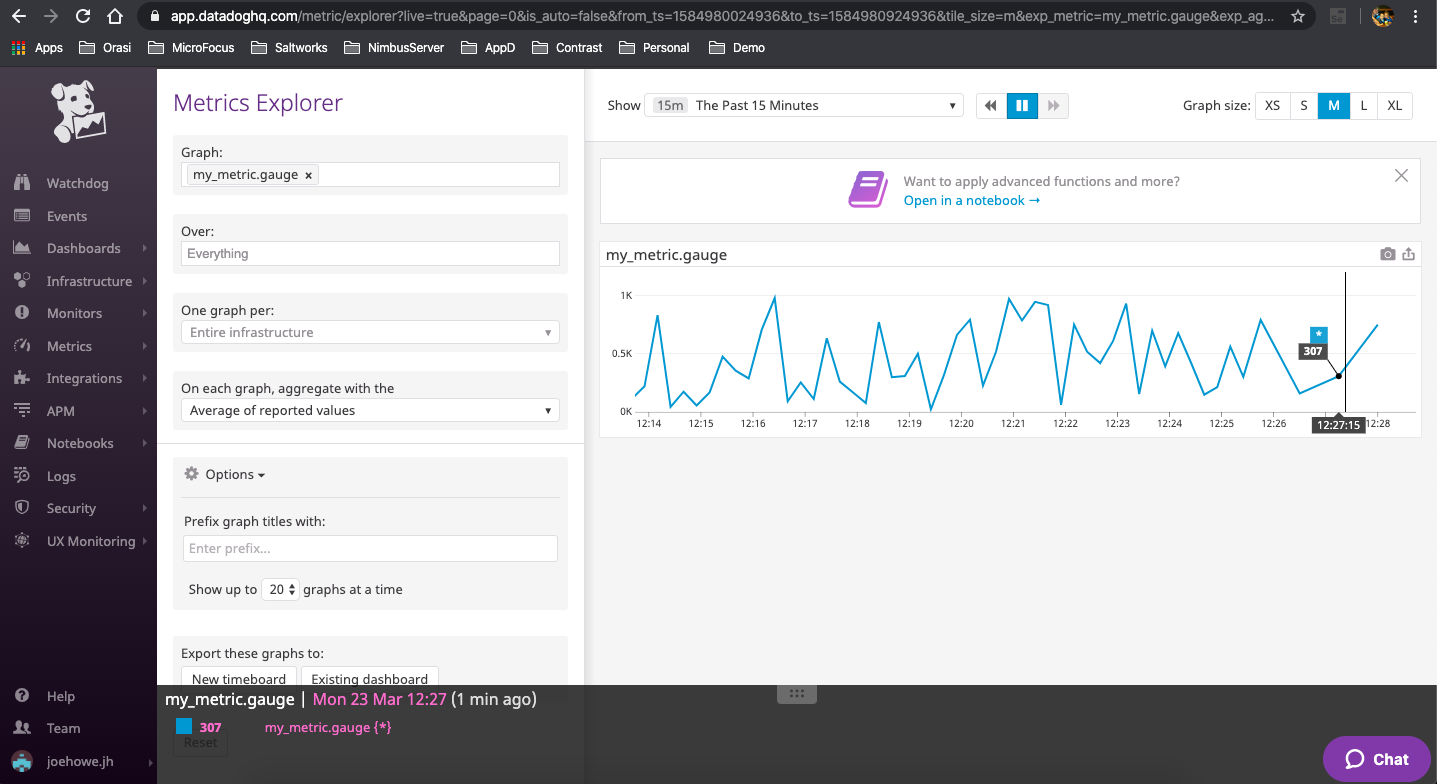 app.datadoghq.com/metric/explorer?live=true&page=0&is_auto=false&from_ts=1584980024936&to_ts=1584980924936&tile_size=m&exp_metric=my_metric.gauge&exp_ag...
Apps Orasi MicroFocus Saltworks NimbusServer AppD Contrast Personal Demo
Watchdog
Events
Dashboards
Infrastructure
Monitors
Metrics
Integrations
APM
Notebooks
Logs
Security
UX Monitoring
Help
Team
joehowe.jh
Metrics Explorer
Graph:
my_metric.gauge ×
Over:
Everything
One graph per:
Entire infrastructure
On each graph, aggregate with the
Average of reported values
Options
Prefix graph titles with:
Enter prefix...
Show up to 20 graphs at a time
Export these graphs to:
New timeboard Existing dashboard
Show 15m The Past 15 Minutes
Graph size: XS S M L XL
Want to apply advanced functions and more?
Open in a notebook →
my_metric.gauge
1K
0.5K
0K
*
307
12:14 12:15 12:16 12:17 12:18 12:19 12:20 12:21 12:22 12:23 12:24 12:25 12:26 12:27:15 12:28
my_metric.gauge | Mon 23 Mar 12:27 (1 min ago)
307 my_metric.gauge {*}
Reset
Chat